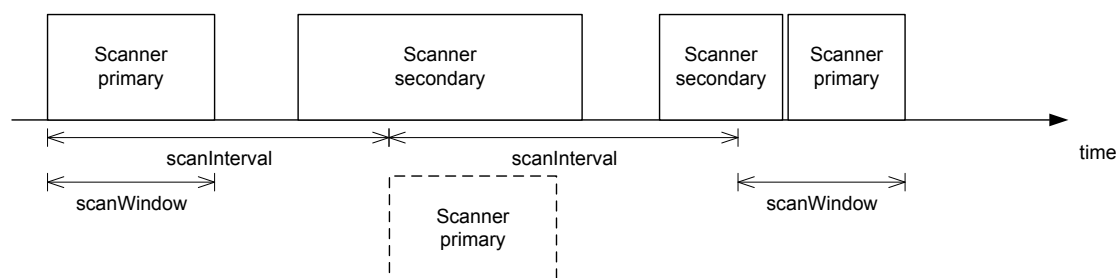 Scanner
primary
Scanner
secondary
Scanner
secondary
Scanner
primary
scanInterval
scanInterval
time
scanWindow
scanWindow
Scanner
primary